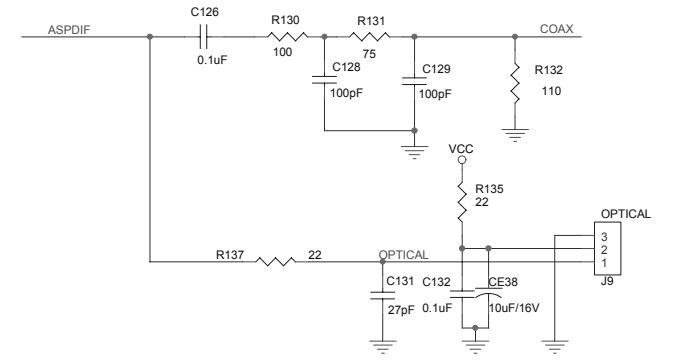 C126
R130
R131
ASPDIF
COAX
0.1uF
100
75
C128
C129
R132
100pF
100pF
110
VCC
R135
22
OPTICAL
3
2
1
J9
R137
22
OPTICAL
C131
C132
CE38
27pF
0.1uF
10uF/16V